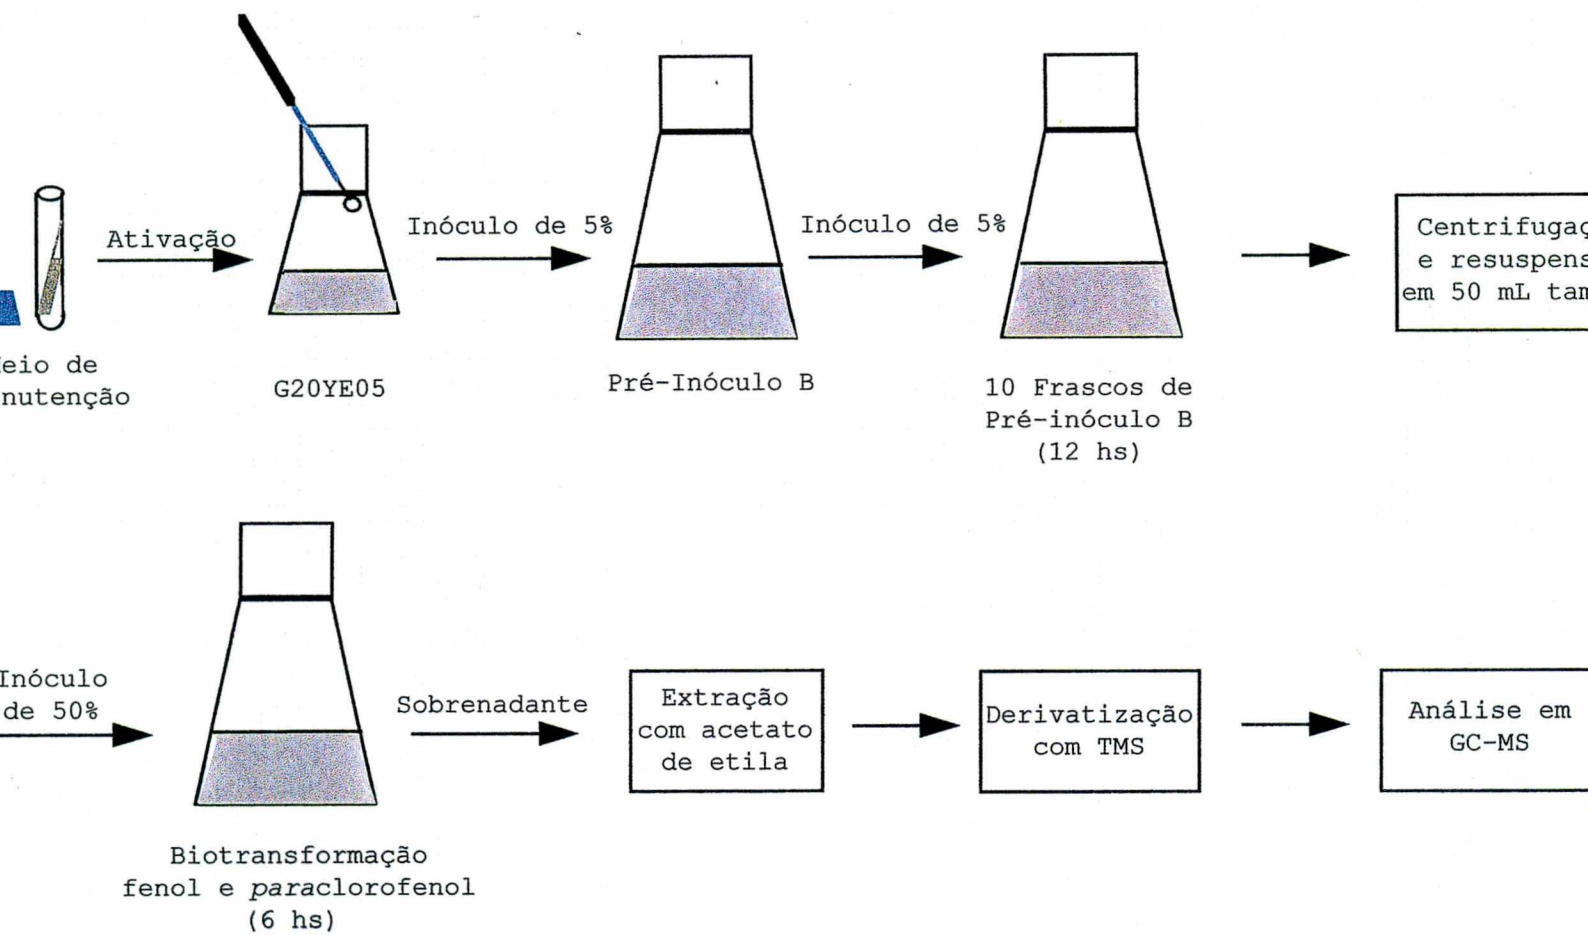 Ativação
Inóculo de 5%
Inóculo de 5%
Centrifugaç
e resuspens
em 50 mL tam
eio de
nutenção
G20YE05
Pré-Inóculo B
10 Frascos de
Pré-inóculo B
(12 hs)
Inóculo
de 50%
Sobrenadante
Extração
com acetato
de etila
Derivatização
com TMS
Análise em
GC-MS
Biotransformação
fenol e paraclorofenol
(6 hs)